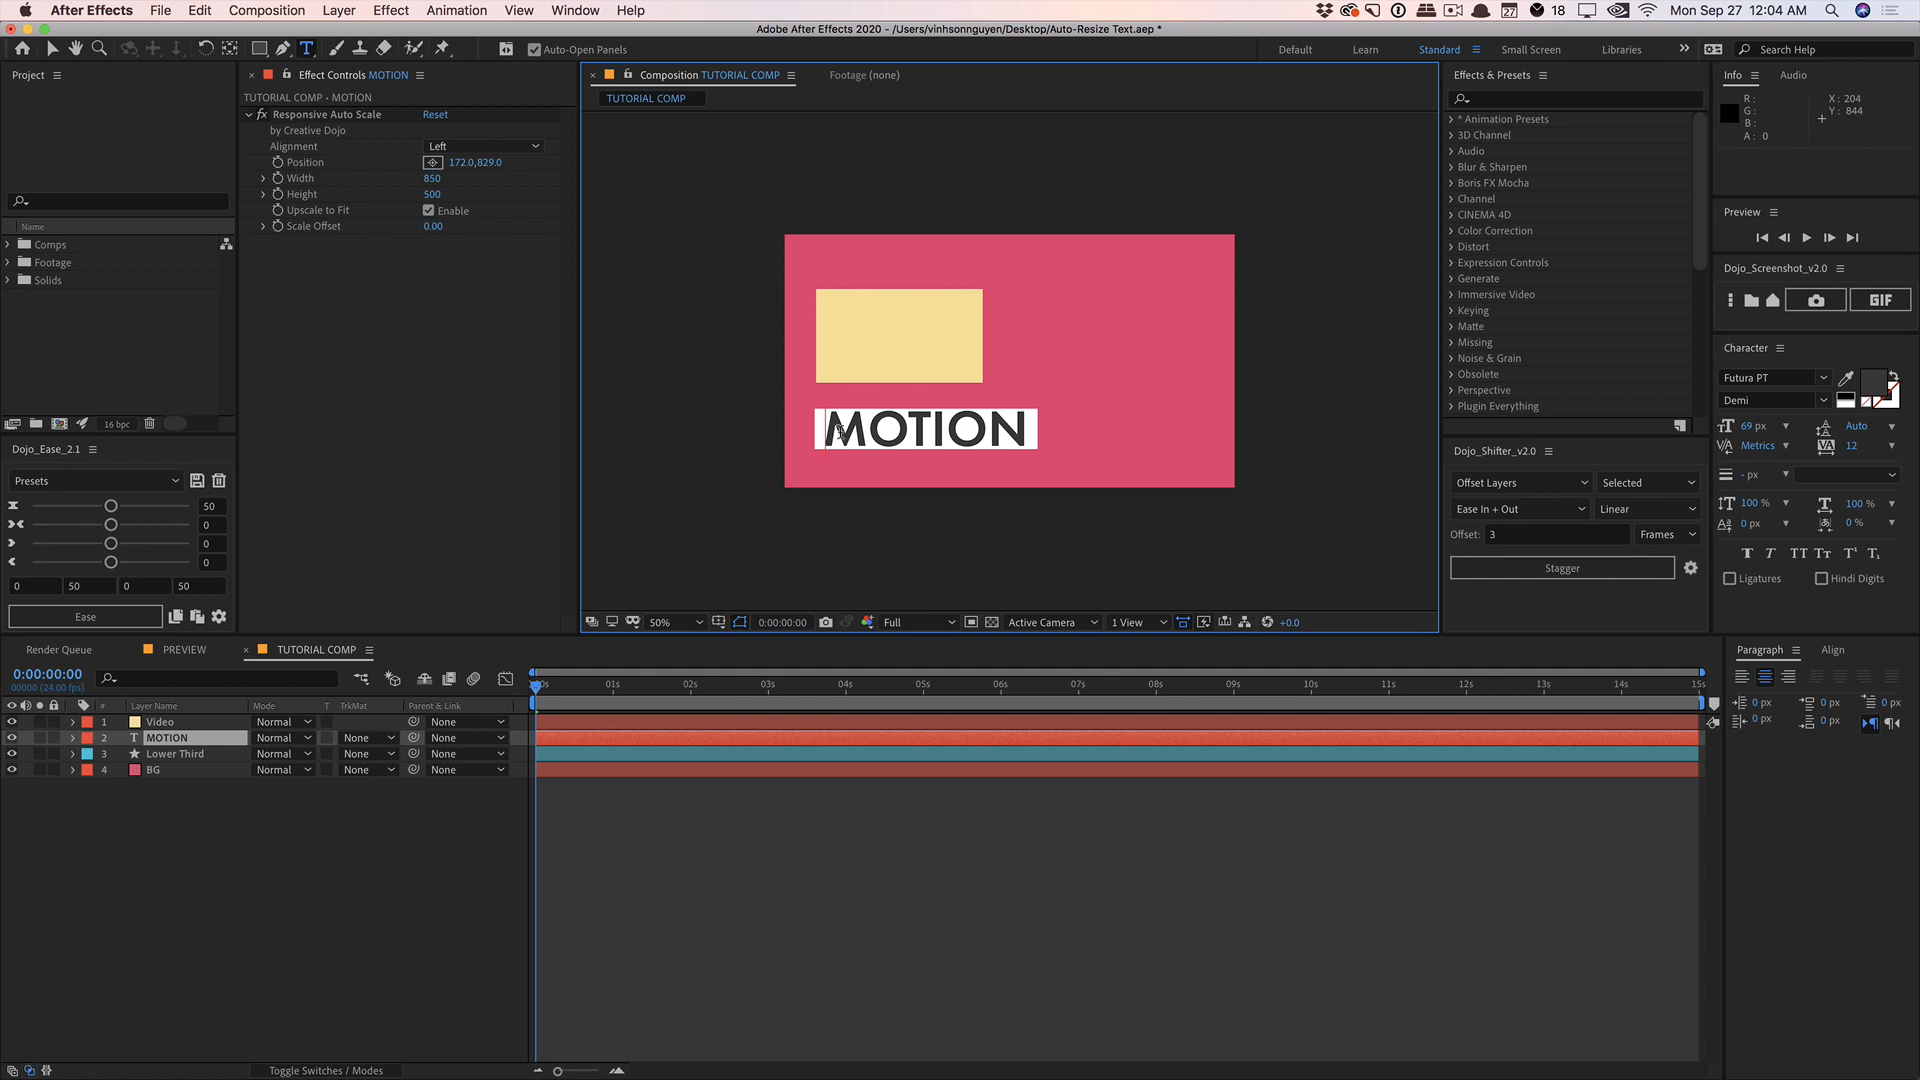 After Effects File Edit Composition Layer Effect Animation View Window Help 27 18 Mon Sep 27 12:04 AM
Adobe After Effects 2020 - /Users/vinhsonnguyen/Desktop/Auto-Resize Text.aep *
Auto-Open Panels Default Learn Standard Small Screen Libraries Search Help
Project
Name
Comps
Footage
Solids
16 bpc
Dojo_Ease_2.1
Presets
50
0
0
0
0 50 0 50
Ease
Effect Controls MOTION
TUTORIAL COMP • MOTION
fx Responsive Auto Scale Reset
by Creative Dojo
Alignment Left
Position 172.0,829.0
Width 850
Height 500
Upscale to Fit Enable
Scale Offset 0.00
Composition TUTORIAL COMP Footage (none)
TUTORIAL COMP
MOTION
50% 0:00:00:00 Full Active Camera 1 View +0.0
Effects & Presets
* Animation Presets
3D Channel
Audio
Blur & Sharpen
Boris FX Mocha
Channel
CINEMA 4D
Color Correction
Distort
Expression Controls
Generate
Immersive Video
Keying
Matte
Missing
Noise & Grain
Obsolete
Perspective
Plugin Everything
Dojo_Shifter_v2.0
Offset Layers Selected
Ease In + Out Linear
Offset: 3 Frames
Stagger
Info Audio
R: X: 204
G: Y: 844
B:
A: 0
Preview
Dojo_Screenshot_v2.0
GIF
Character
Futura PT
Demi
69 px Auto
Metrics 12
- px
100 % 100 %
0 px 0 %
Ligatures Hindi Digits
Render Queue PREVIEW TUTORIAL COMP
0:00:00:00
00000 (24.00 fps)
# Layer Name Mode T TrkMat Parent & Link
1 Video Normal None
2 MOTION Normal None None
3 Lower Third Normal None None
4 BG Normal None None
01s 02s 03s 04s 05s 06s 07s 08s 09s 10s 11s 12s 13s 14s 15s
Paragraph Align
0 px 0 px 0 px
0 px 0 px
Toggle Switches / Modes